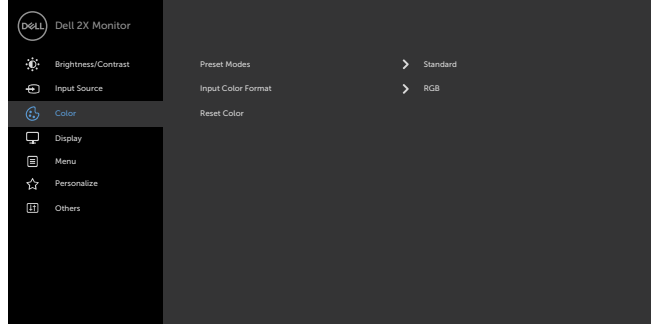 DELL Dell 2X Monitor
Brightness/Contrast Preset Modes Standard
Input Source Input Color Format RGB
Color Reset Color
Display
Menu
Personalize
Others